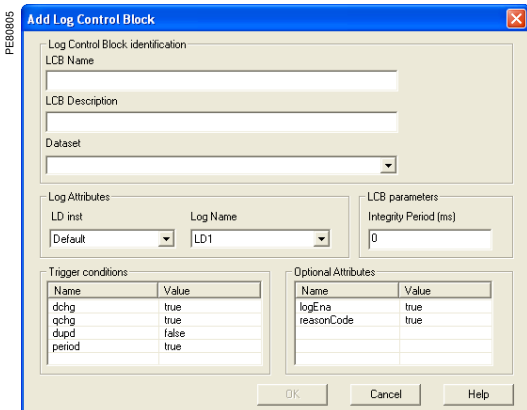 PE80805
Add Log Control Block
Log Control Block identification
LCB Name
LCB Description
Dataset
Log Attributes
LD inst
Log Name
Default
LD1
LCB parameters
Integrity Period (ms)
0
Trigger conditions
Name Value
dchg true
qchg true
dupd false
period true
Optional Attributes
Name Value
logEna true
reasonCode true
OK Cancel Help